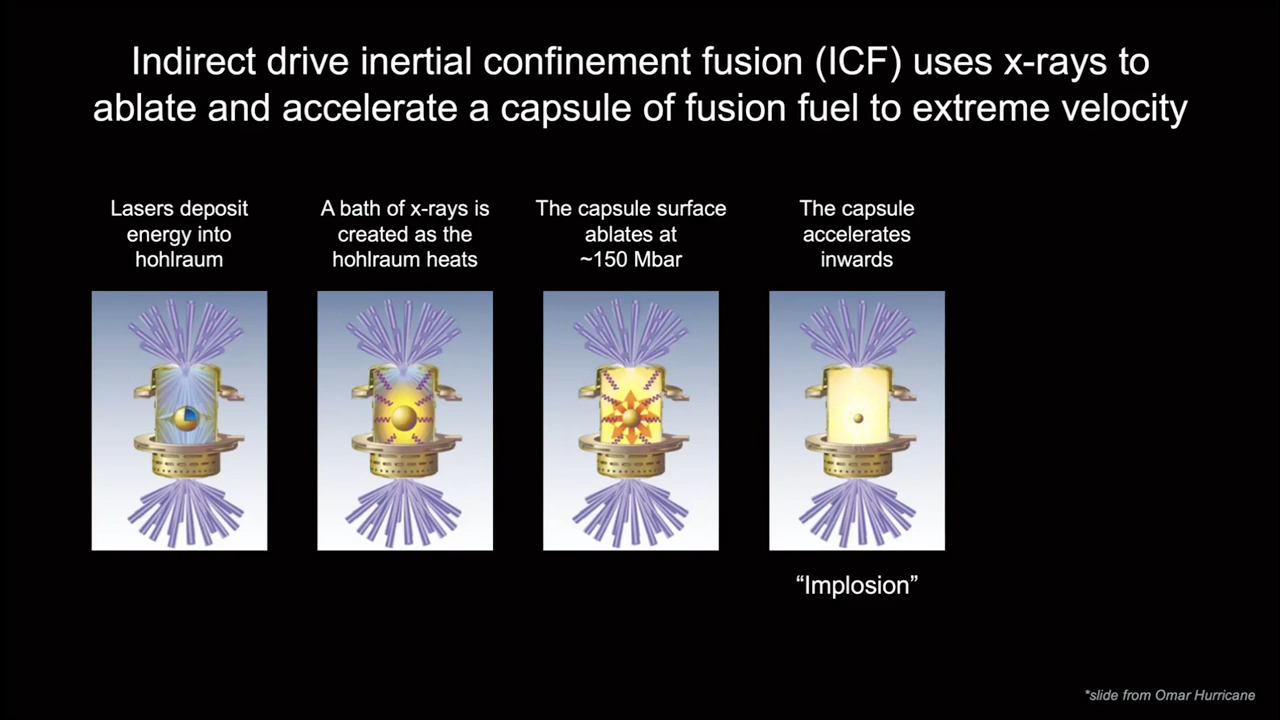 Indirect drive inertial confinement fusion (ICF) uses x-rays to
ablate and accelerate a capsule of fusion fuel to extreme velocity
Lasers deposit
energy into
hohlraum
A bath of x-rays is
created as the
hohlraum heats
The capsule surface
ablates at
~150 Mbar
The capsule
accelerates
inwards
“Implosion”
*slide from Omar Hurricane